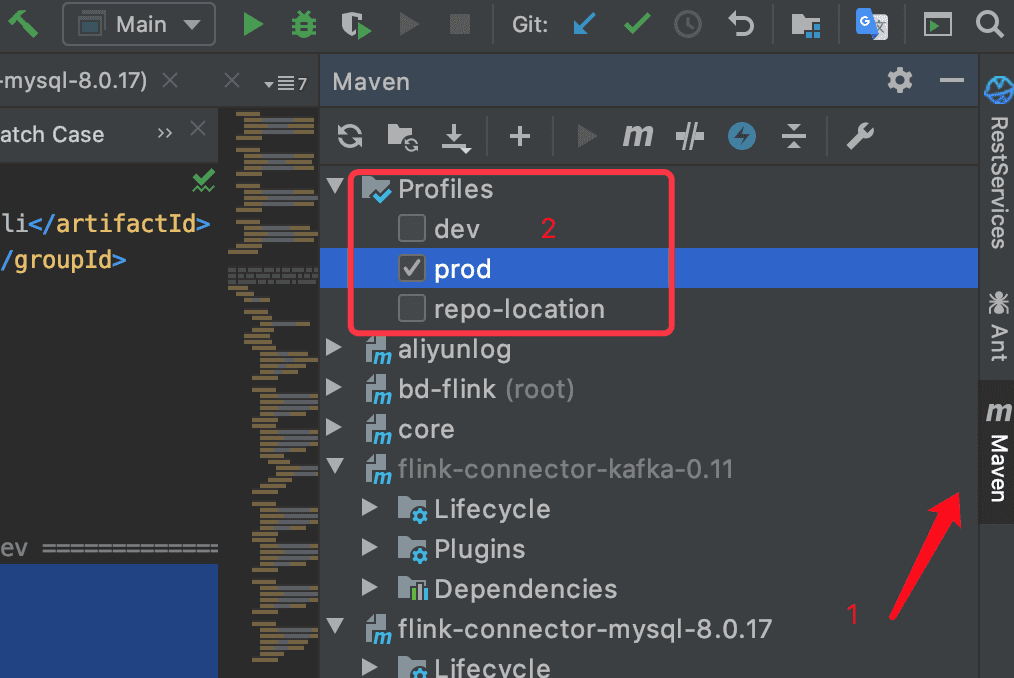 Main
Git:
-mysql-8.0.17)
7
Maven
atch Case
>>
m
Profiles
li</artifactId>
dev
2
/groupId>
prod
repo-location
aliyunlog
bd-flink (root)
core
flink-connector-kafka-0.11
Lifecycle
ev ==============
Plugins
Dependencies
1
flink-connector-mysql-8.0.17
Lifecycle
RestServices
Ant
m
Maven